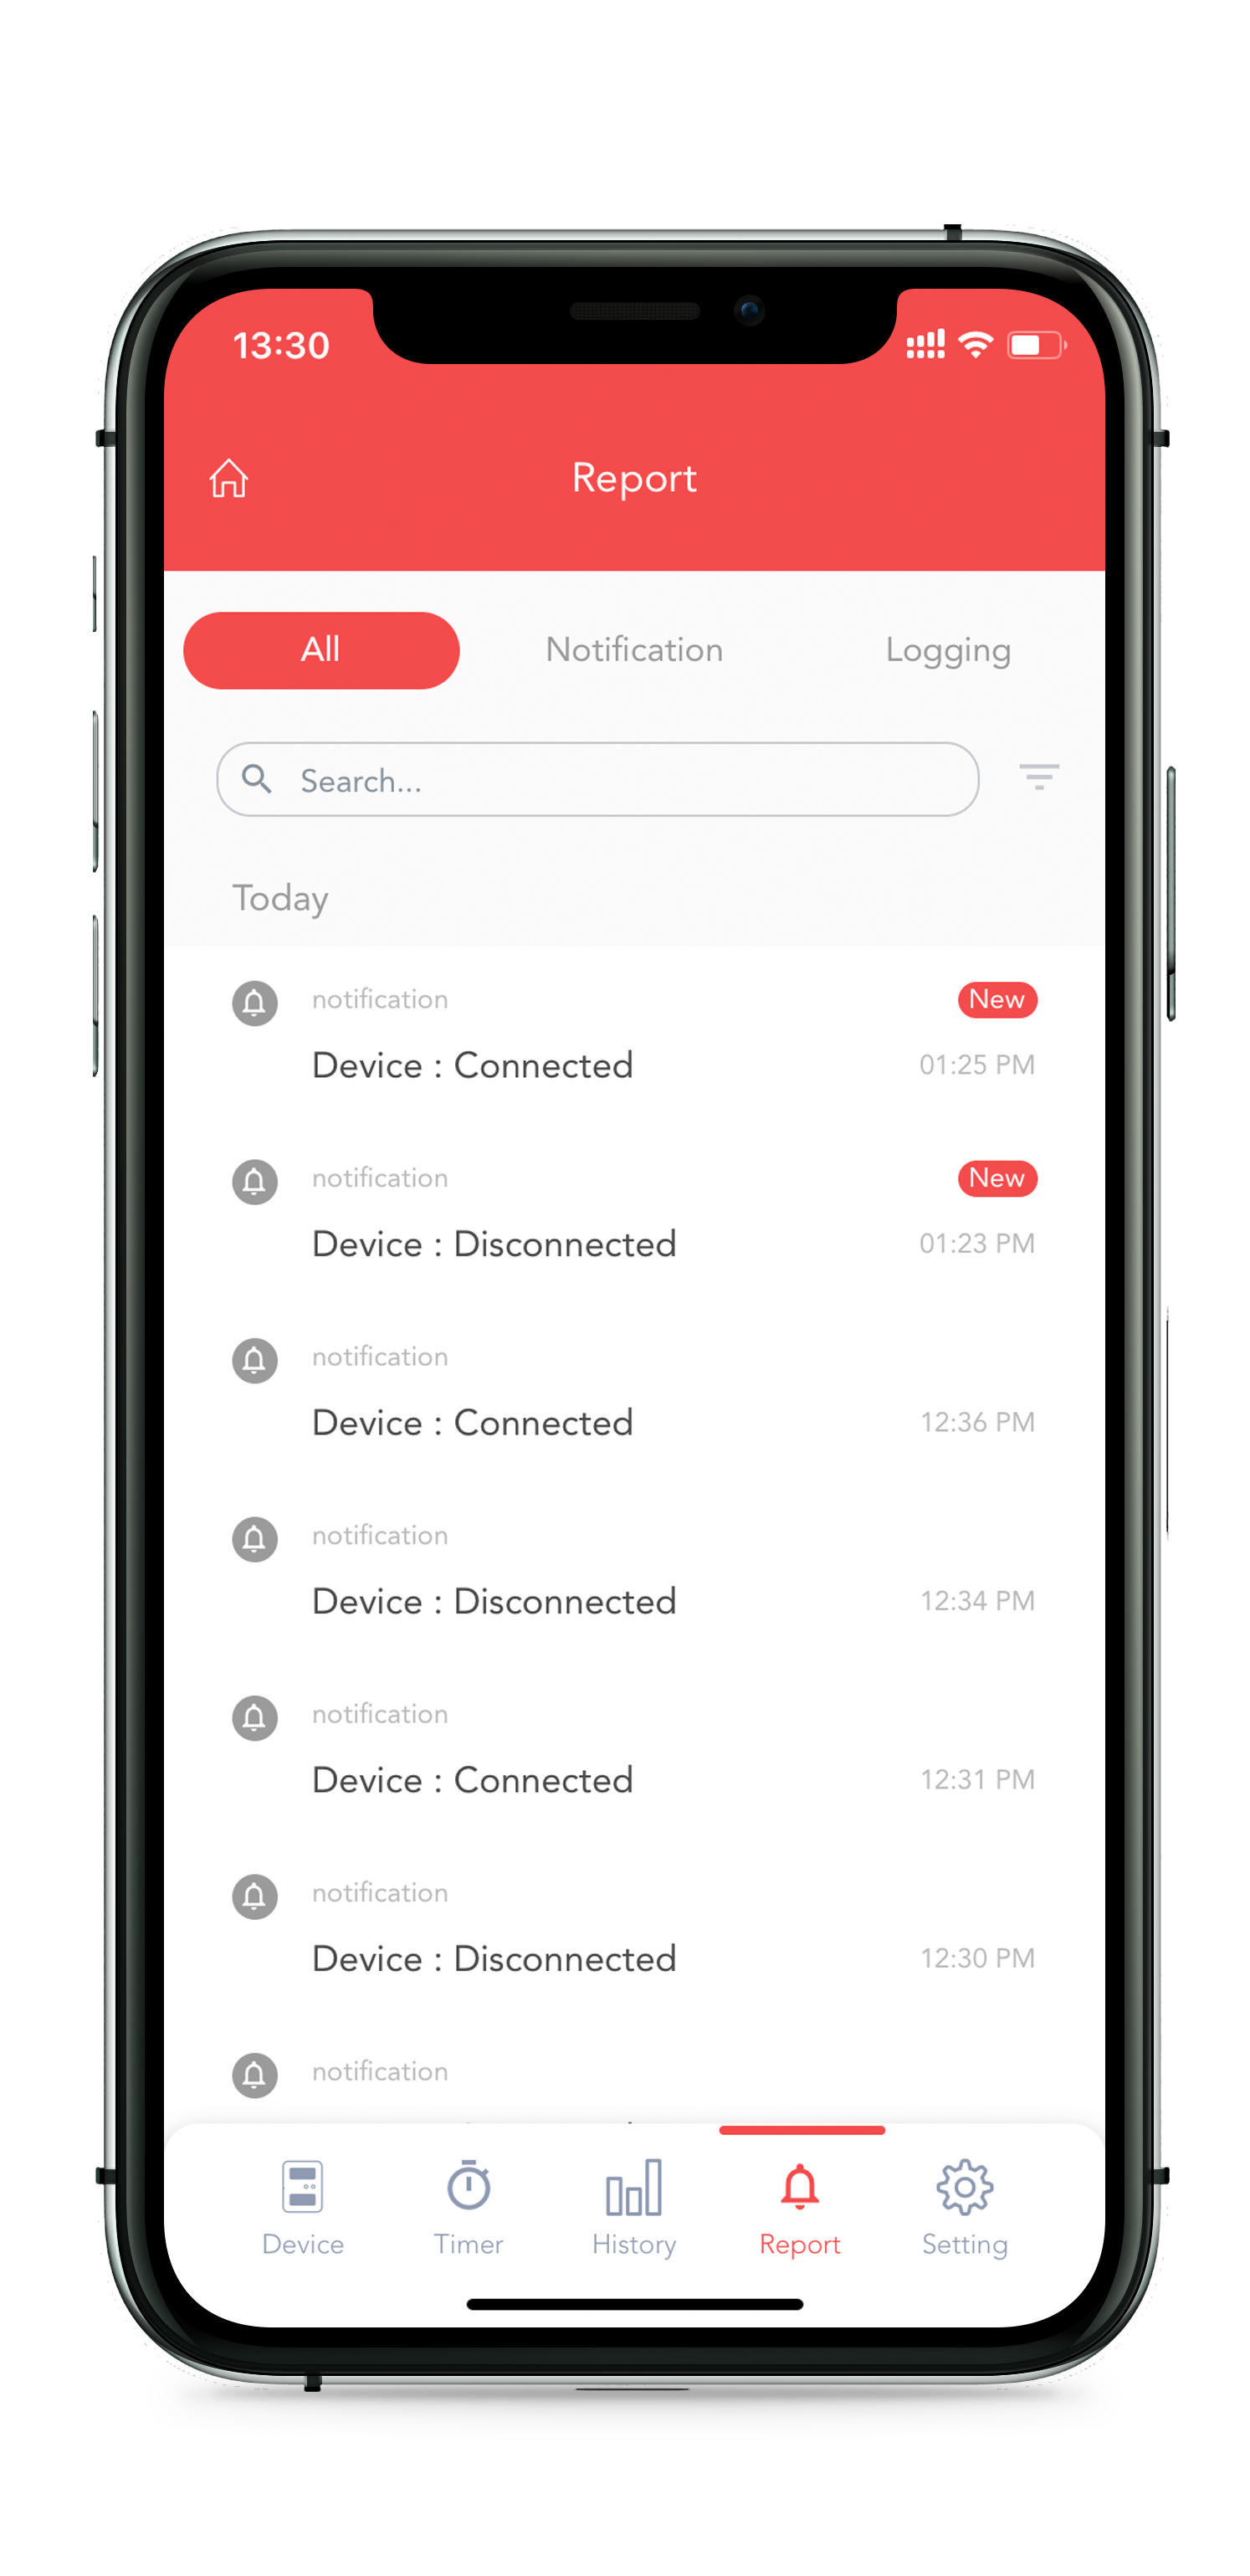 13:30
Report
All Notification Logging
Search...
Today
notification New
Device : Connected 01:25 PM
notification New
Device : Disconnected 01:23 PM
notification
Device : Connected 12:36 PM
notification
Device : Disconnected 12:34 PM
notification
Device : Connected 12:31 PM
notification
Device : Disconnected 12:30 PM
notification
Device Timer History Report Setting